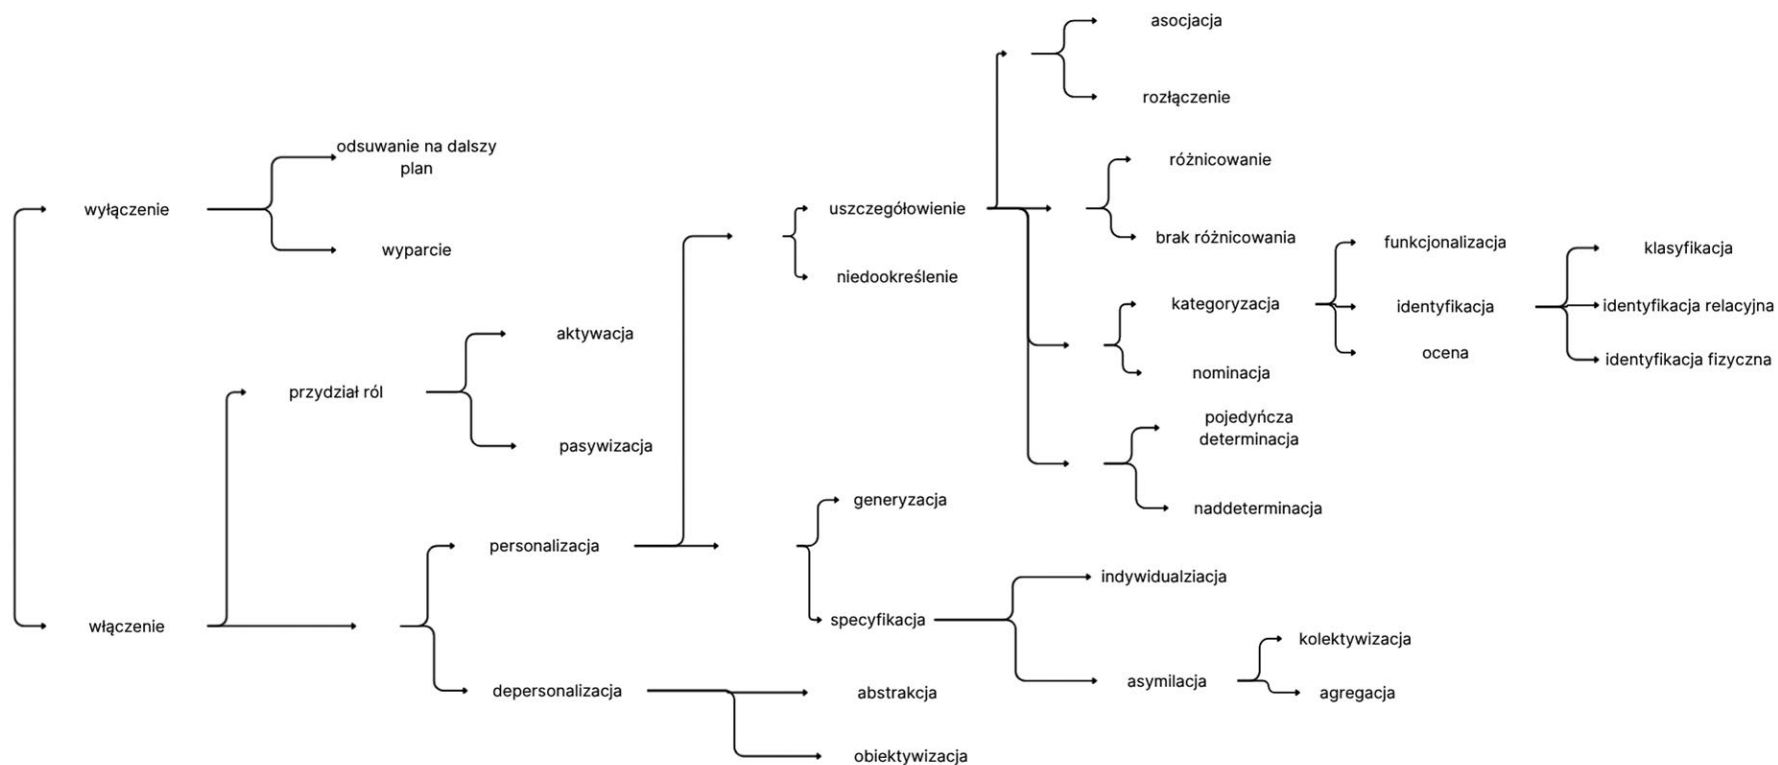 asocjacja
rozłączenie
odsuwanie na dalszy
plan
różnicowanie
wyłączenie
uszczegółowienie
brak różnicowania
funkcjonalizacja
klasyfikacja
wyparcie
niedookreślenie
kategoryzacja
identyfikacja
identyfikacja relacyjna
aktywacja
ocena
identyfikacja fizyczna
nominacja
przydział ról
pojedyńcza
determinacja
pasywizacja
generyzacja
naddeterminacja
personalizacja
indywidualziacja
włączenie
specyfikacja
kolektywizacja
asymilacja
depersonalizacja
abstrakcja
agregacja
obiektywizacja